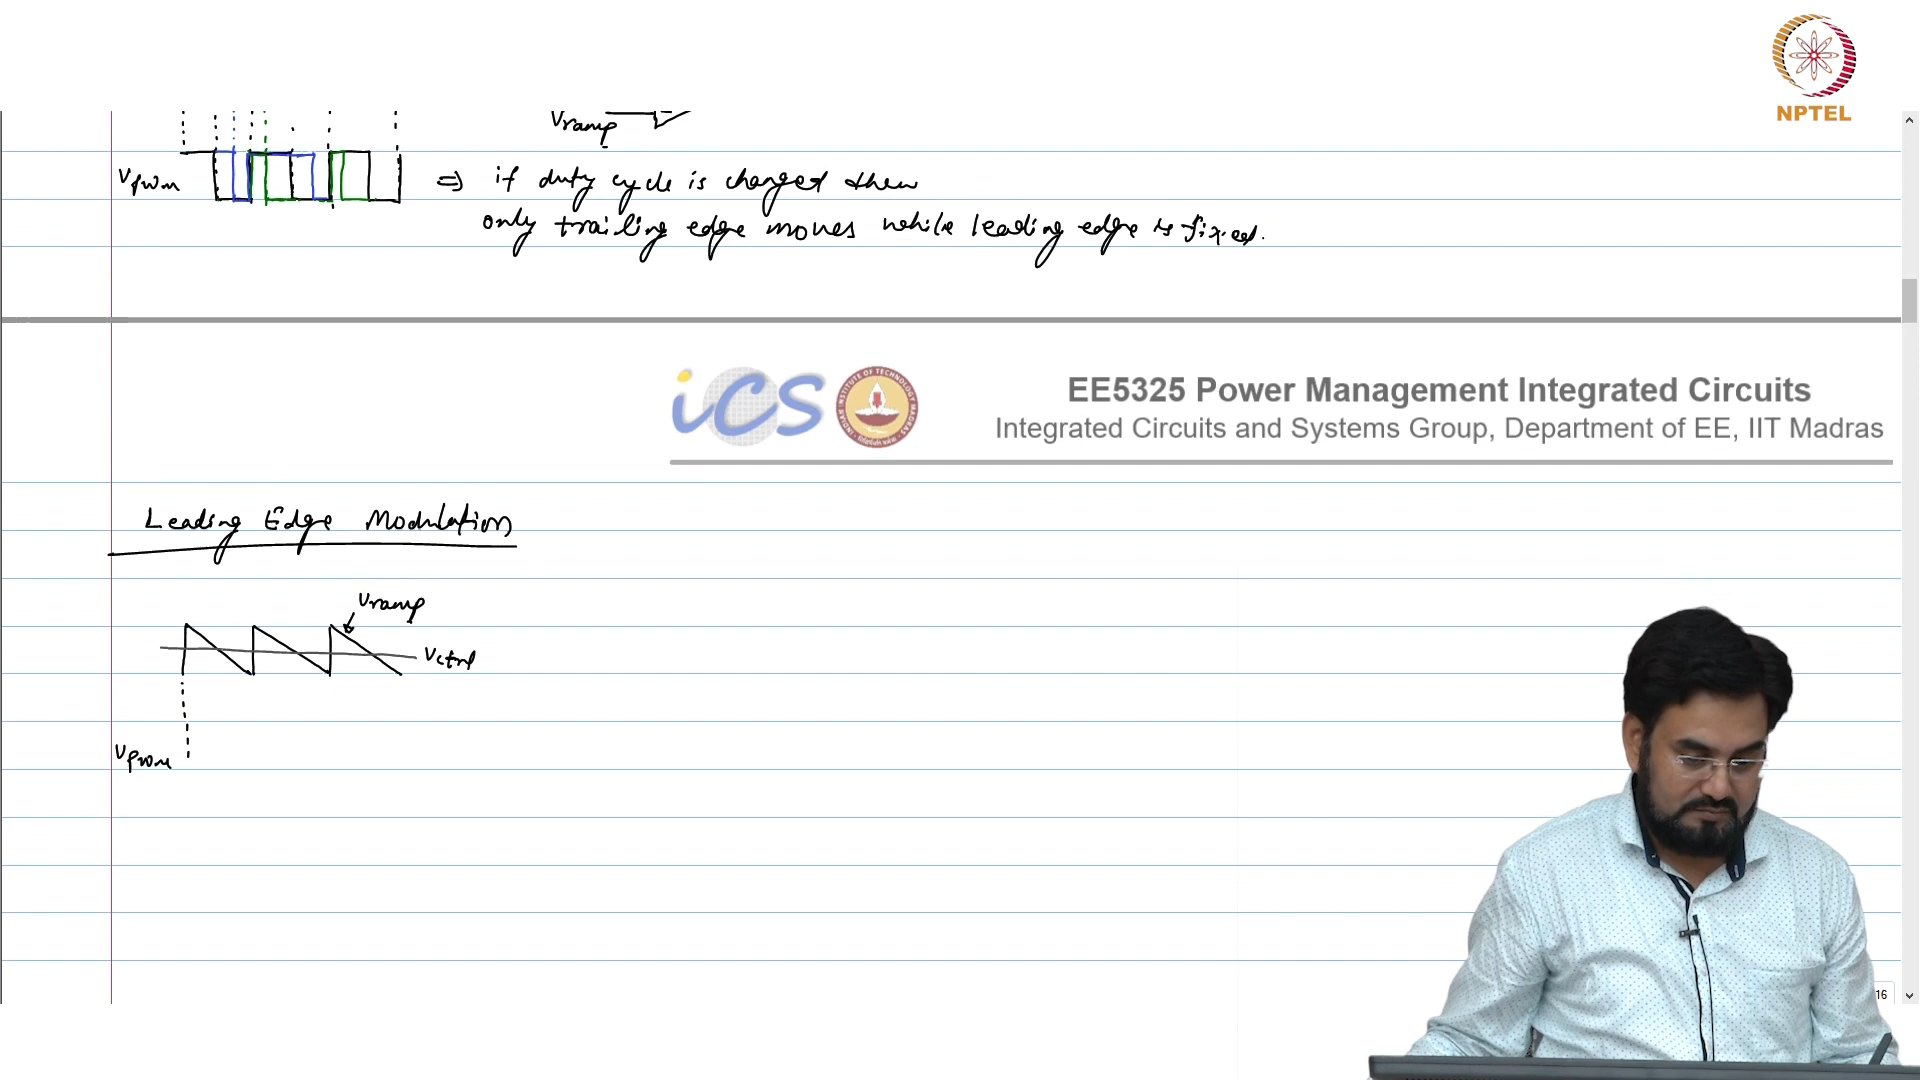 NPTEL
Vramp
Vpwm
⇒ if duty cycle is changed then
only trailing edge moves while leading edge is fixed.
ics
EE5325 Power Management Integrated Circuits
Integrated Circuits and Systems Group, Department of EE, IIT Madras
Leading Edge Modulation
Vramp
Vctrl
Vpwm
16